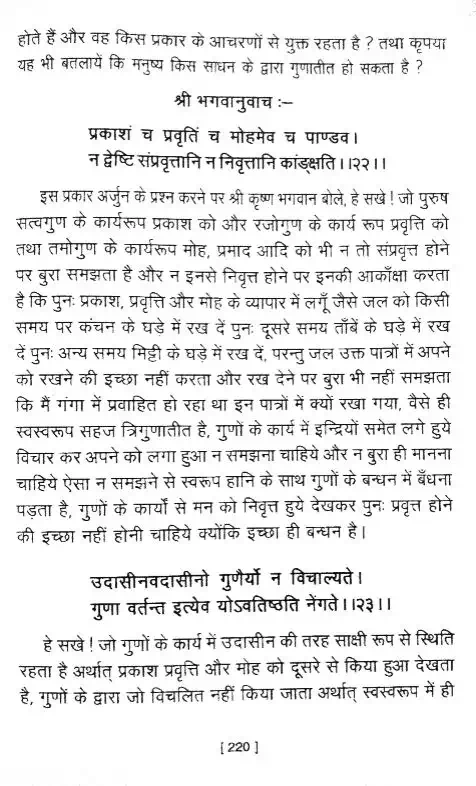 होते हैं और वह किस प्रकार के आचरणों से युक्त रहता है ? तथा कृपया
यह भी बतलायें कि मनुष्य किस साधन के द्वारा गुणातीत हो सकता है ?
श्री भगवानुवाच :–
प्रकाशं च प्रवृतिं च मोहमेव च पाण्डव।
न द्वेष्टि संप्रवृत्तानि न निवृत्तानि कांड्क्षति।।२२।।
इस प्रकार अर्जुन के प्रश्न करने पर श्री कृष्ण भगवान बोले, हे सखे ! जो पुरुष
सत्वगुण के कार्यरूप प्रकाश को और रजोगुण के कार्य रूप प्रवृत्ति को
तथा तमोगुण के कार्यरूप मोह, प्रमाद आदि को भी न तो संप्रवृत्त होने
पर बुरा समझता है और न इनसे निवृत्त होने पर इनकी आकाँक्षा करता
है कि पुनः प्रकाश, प्रवृत्ति और मोह के व्यापार में लगूँ जैसे जल को किसी
समय पर कंचन के घड़े में रख दें पुनः दूसरे समय ताँबें के घड़े में रख
दें पुनः अन्य समय मिट्टी के घड़े में रख दें, परन्तु जल उक्त पात्रों में अपने
को रखने की इच्छा नहीं करता और रख देने पर बुरा भी नहीं समझता
कि मैं गंगा में प्रवाहित हो रहा था इन पात्रों में क्यों रखा गया, वैसे ही
स्वस्वरूप सहज त्रिगुणातीत है, गुणों के कार्य में इन्द्रियों समेत लगे हुये
विचार कर अपने को लगा हुआ न समझना चाहिये और न बुरा ही मानना
चाहिये ऐसा न समझने से स्वरूप हानि के साथ गुणों के बन्धन में बँधना
पड़ता है, गुणों के कार्यों से मन को निवृत्त हुये देखकर पुनः प्रवृत्त होने
की इच्छा नहीं होनी चाहिये क्योंकि इच्छा ही बन्धन है।
उदासीनवदासीनो गुणैर्यो न विचाल्यते।
गुणा वर्तन्त इत्येव योऽवतिष्ठति नेंगते।।२३।।
हे सखे ! जो गुणों के कार्य में उदासीन की तरह साक्षी रूप से स्थिति
रहता है अर्थात् प्रकाश प्रवृत्ति और मोह को दूसरे से किया हुआ देखता
है, गुणों के द्वारा जो विचलित नहीं किया जाता अर्थात् स्वस्वरूप में ही
[ 220 ]